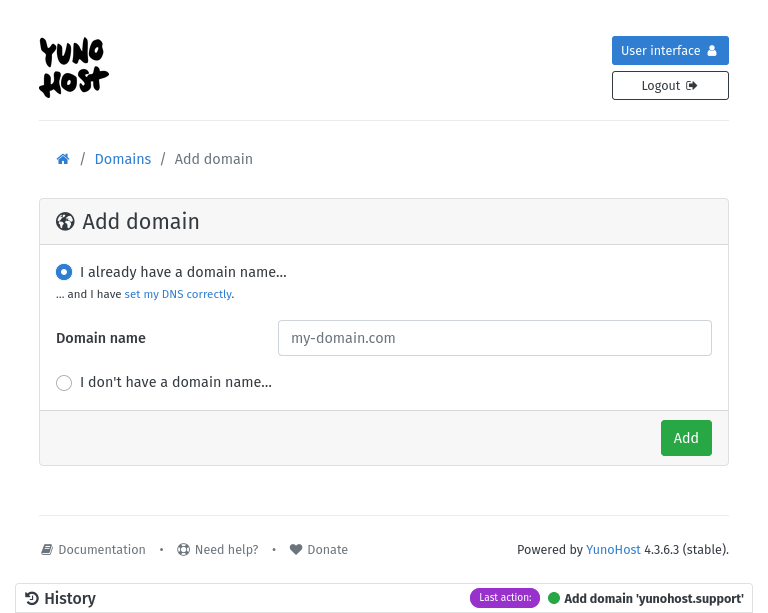 YUNO
HOST
User interface
Logout
/ Domains / Add domain
Add domain
I already have a domain name...
... and I have set my DNS correctly.
Domain name
my-domain.com
I don't have a domain name...
Add
Documentation • Need help? • Donate
Powered by YunoHost 4.3.6.3 (stable).
History
Last action: Add domain 'yunohost.support'